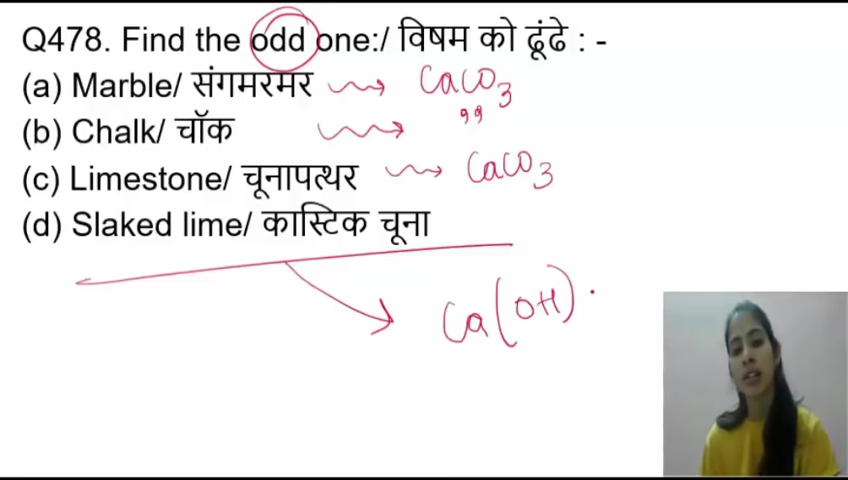 Q478. Find the odd one:/ विषम को ढूंढे : -
(a) Marble/ संगमरमर CaCO3
(b) Chalk/ चॉक ,,
(c) Limestone/ चूनापत्थर CaCO3
(d) Slaked lime/ कास्टिक चूना
Ca(OH)